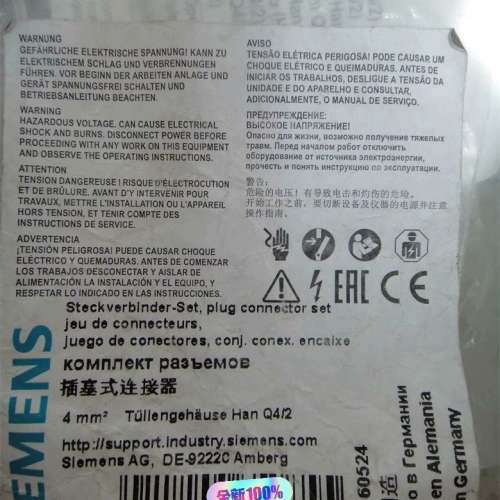 WARNUNG
GEFÄHRLICHE ELEKTRISCHE SPANNUNG! KANN ZU
ELEKTRISCHEM SCHLAG UND VERBRENNUNGEN
FÜHREN. VOR BEGINN DER ARBEITEN ANLAGE UND
GERÄT SPANNUNGSFREI SCHALTEN UND
BETRIEBSANLEITUNG BEACHTEN.
WARNING
HAZARDOUS VOLTAGE. CAN CAUSE ELECTRICAL
SHOCK AND BURNS. DISCONNECT POWER BEFORE
PROCEEDING WITH ANY WORK ON THIS EQUIPMENT
AND OBSERVE THE OPERATING INSTRUCTIONS.
ATTENTION
TENSION DANGEREUSE ! RISQUE D'ÉLECTROCUTION
ET DE BRÛLURE. AVANT D'Y INTERVENIR POUR
TRAVAUX, METTRE L'INSTALLATION OU L'APPAREIL
HORS TENSION, ET TENIR COMPTE DES
INSTRUCTIONS DE SERVICE.
ADVERTENCIA
¡TENSIÓN PELIGROSA! PUEDE CAUSAR CHOQUE
ELÉCTRICO Y QUEMADURAS. ANTES DE COMENZAR
LOS TRABAJOS DESCONECTAR Y AISLAR DE
ALIMENTACIÓN LA INSTALACIÓN Y EL EQUIPO, Y
RESPETAR LO INDICADO EN LAS INSTRUCCIONES.
AVISO
TENSÃO ELÉTRICA PERIGOSA! PODE CAUSAR UM
CHOQUE ELÉTRICO E QUEIMADURAS. ANTES DE
INICIAR OS TRABALHOS, DESLIGUE A TENSÃO DA
UNIDADE E DO APARELHO E CONSULTAR,
ADICIONALMENTE, O MANUAL DE SERVIÇO.
ПРЕДУПРЕЖДЕНИЕ:
ВЫСОКОЕ НАПРЯЖЕНИЕ!
Опасно для жизни, возможно получения тяжелых
травм. Перед началом работ отключить
оборудование от источника электроэнергии,
прочесть и понять инструкцию по эксплуатации.
警告:
危险的电压!有导致电击和灼伤的危险。
开始工作之前,要切断设备及仪器的电源并注意
操作指南。
EAC CE
Steckverbinder-Set, plug connector set
jeu de connecteurs,
juego de conectores, conj. conex. encaixe
комплект разъемов
插塞式连接器
4 mm² Tüllengehäuse Han Q4/2
http://support.industry.siemens.com
Siemens AG, DE-92220 Amberg
EMENS
60524
造
о в Германии
en Alemania
n Germany
全新100%